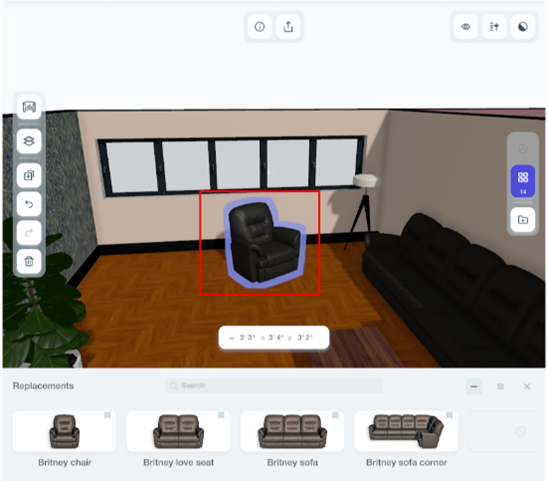 14
w 3' 3" h 3' 4" d 3' 2"
Replacements
Search
Britney chair
Britney love seat
Britney sofa
Britney sofa corner